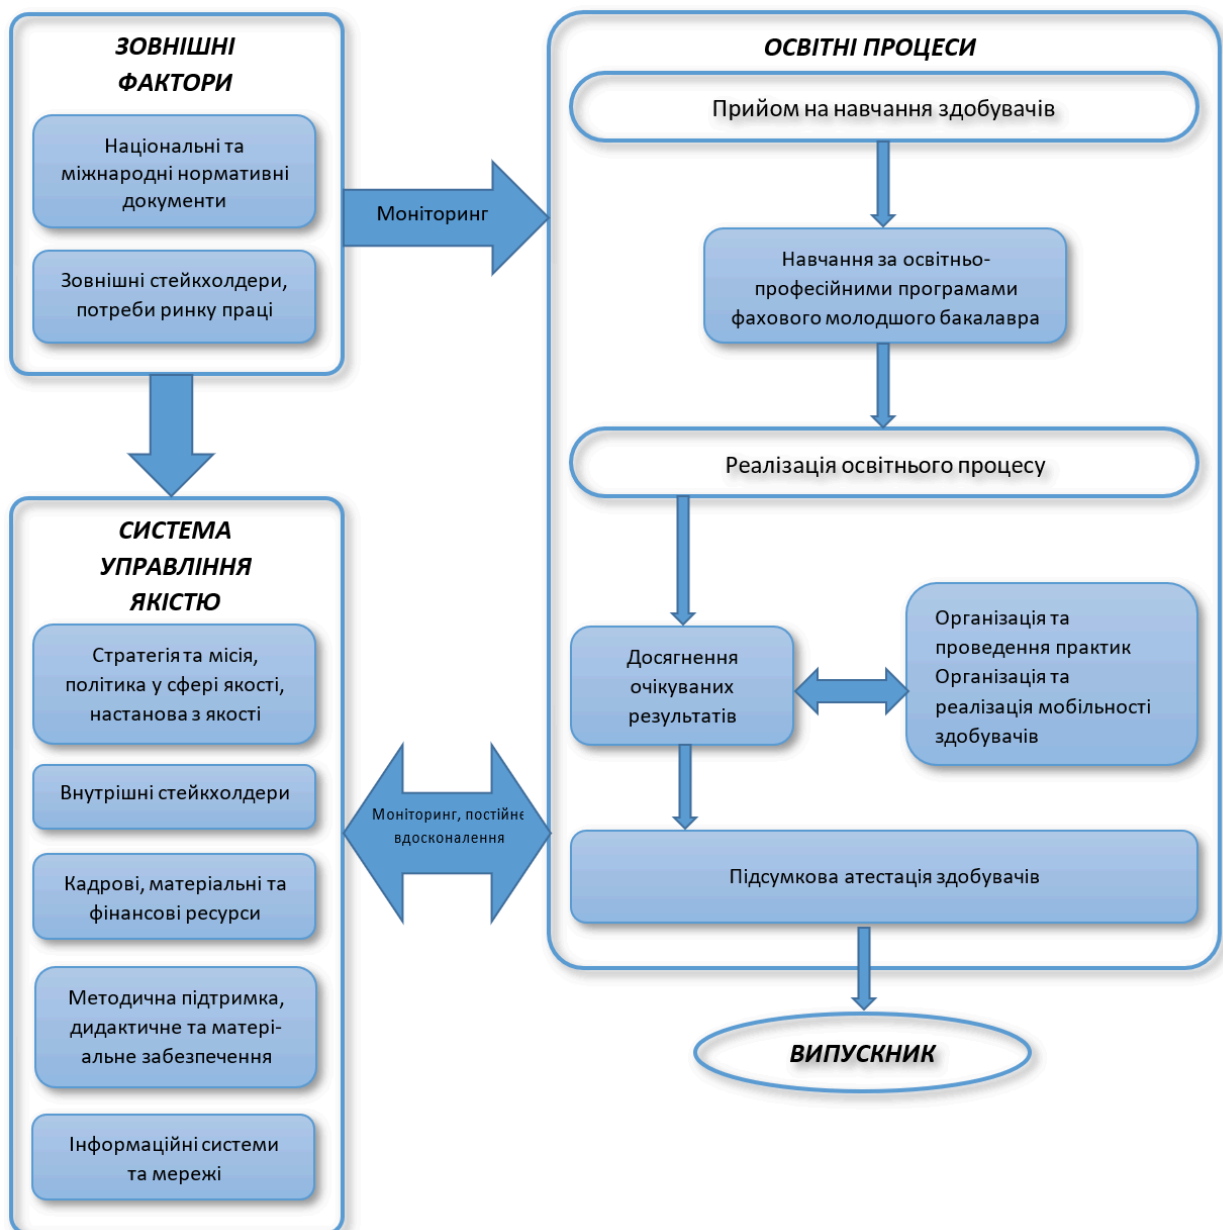 ЗОВНІШНІ
ФАКТОРИ
Національні та
міжнародні нормативні
документи
Зовнішні стейкхолдери,
потреби ринку праці
Моніторинг
СИСТЕМА
УПРАВЛІННЯ
ЯКІСТЮ
Стратегія та місія,
політика у сфері якості,
настанова з якості
Внутрішні стейкхолдери
Кадрові, матеріальні та
фінансові ресурси
Методична підтримка,
дидактичне та матері-
альне забезпечення
Інформаційні системи
та мережі
Моніторинг, постійне
вдосконалення
ОСВІТНІ ПРОЦЕСИ
Прийом на навчання здобувачів
Навчання за освітньо-
професійними програмами
фахового молодшого бакалавра
Реалізація освітнього процесу
Досягнення
очікуваних
результатів
Організація та
проведення практик
Організація та
реалізація мобільності
здобувачів
Підсумкова атестація здобувачів
ВИПУСКНИК